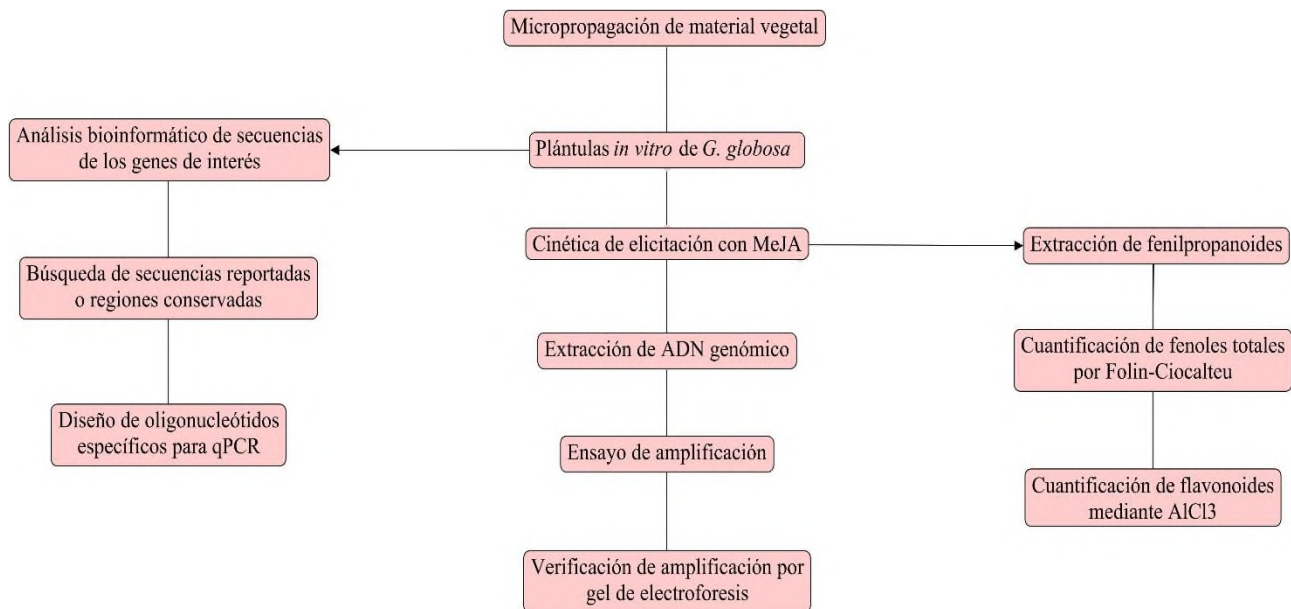 Micropropagación de material vegetal
Análisis bioinformático de secuencias
de los genes de interés
Plántulas in vitro de G. globosa
Cinética de elicitación con MeJA
Extracción de fenilpropanoides
Búsqueda de secuencias reportadas
o regiones conservadas
Extracción de ADN genómico
Cuantificación de fenoles totales
por Folin-Ciocalteu
Diseño de oligonucleótidos
específicos para qPCR
Ensayo de amplificación
Cuantificación de flavonoides
mediante AlCl3
Verificación de amplificación por
gel de electroforesis